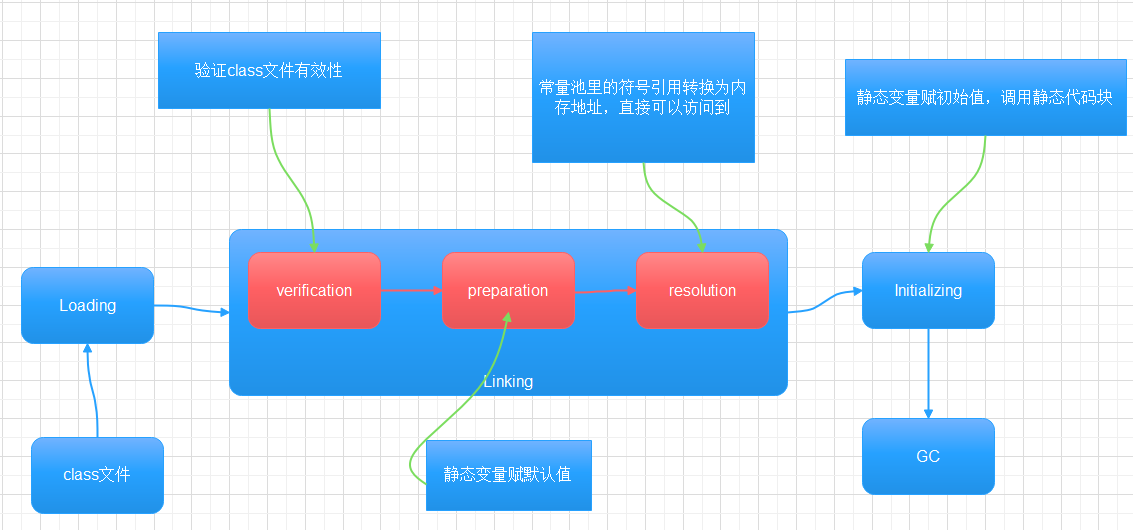 验证class文件有效性
常量池里的符号引用转换为内
存地址，直接可以访问到
静态变量赋初始值，调用静态代码块
Loading
verification
preparation
resolution
Initializing
Linking
class文件
静态变量赋默认值
GC